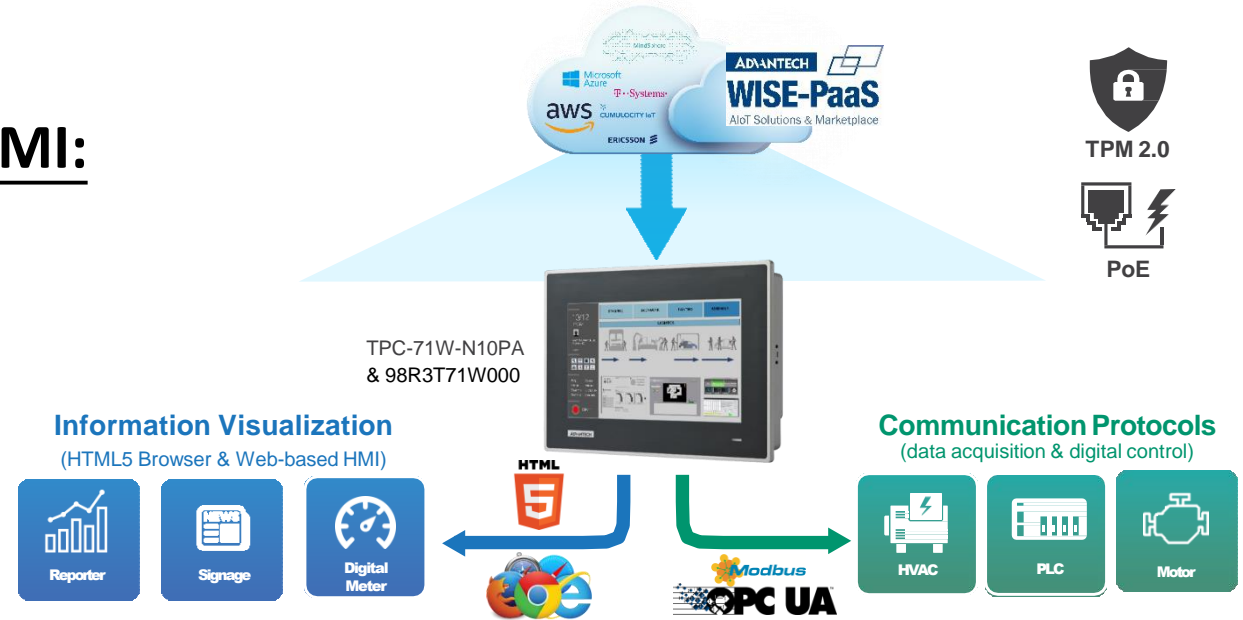 MI:
MindSphere
Microsoft
Azure
T··Systems·
aws
CUMULOCITY IoT
ERICSSON
ADVANTECH
WISE-PaaS
AIoT Solutions & Marketplace
TPM 2.0
PoE
TPC-71W-N10PA
& 98R3T71W000
ADVANTECH
Information Visualization
(HTML5 Browser & Web-based HMI)
Reporter
NEWS
Signage
Digital
Meter
HTML
5
Communication Protocols
(data acquisition & digital control)
Modbus
OPC UA
HVAC
PLC
Motor